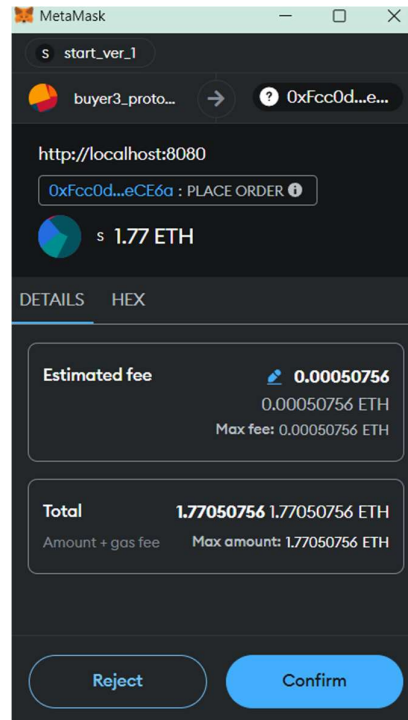 MetaMask
S start_ver_1
buyer3_proto... → ? 0xFcc0d...e...
http://localhost:8080
0xFcc0d...eCE6a : PLACE ORDER
S 1.77 ETH
DETAILS HEX
Estimated fee 0.00050756
0.00050756 ETH
Max fee: 0.00050756 ETH
Total 1.77050756 1.77050756 ETH
Amount + gas fee Max amount: 1.77050756 ETH
Reject Confirm